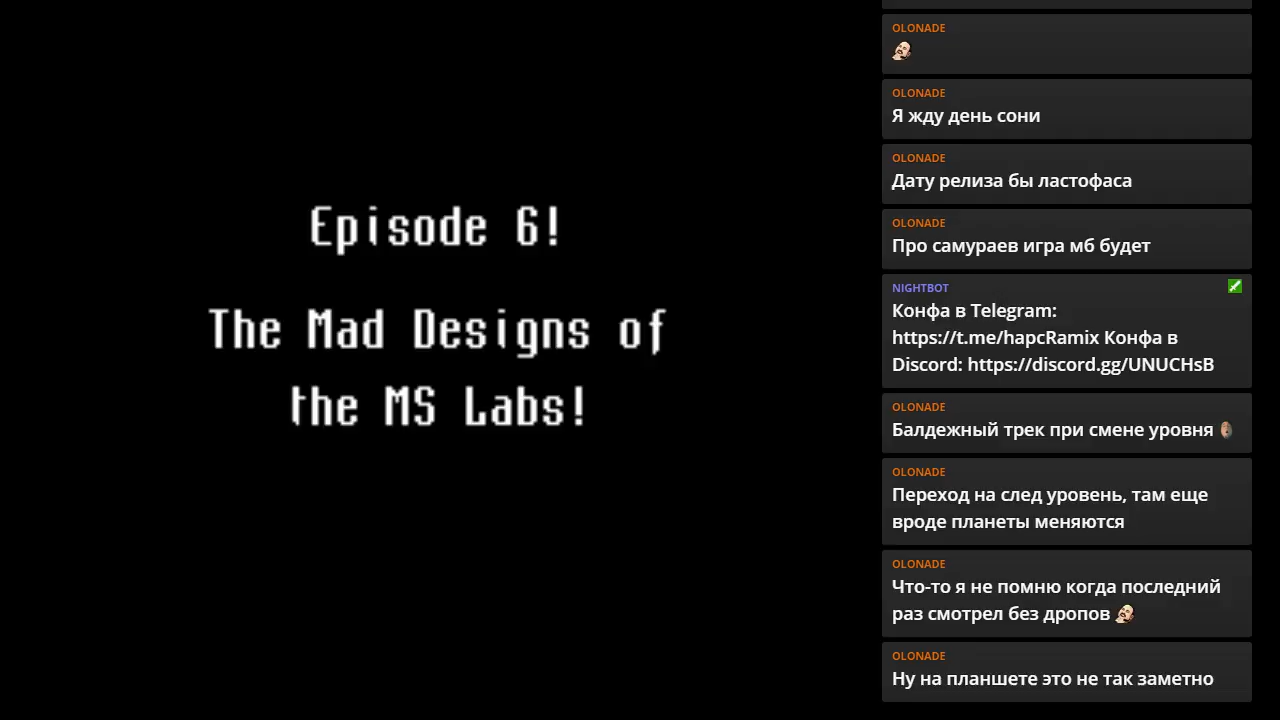 Episode 6!
The Mad Designs of
the MS Labs!
OLONADE
OLONADE
Я жду день сони
OLONADE
Дату релиза бы ластофаса
OLONADE
Про самураев игра мб будет
NIGHTBOT
Конфа в Telegram:
https://t.me/hapcRamix Конфа в
Discord: https://discord.gg/UNUCHsB
OLONADE
Балдежный трек при смене уровня
OLONADE
Переход на след уровень, там еще
вроде планеты меняются
OLONADE
Что-то я не помню когда последний
раз смотрел без дропов
OLONADE
Ну на планшете это не так заметно